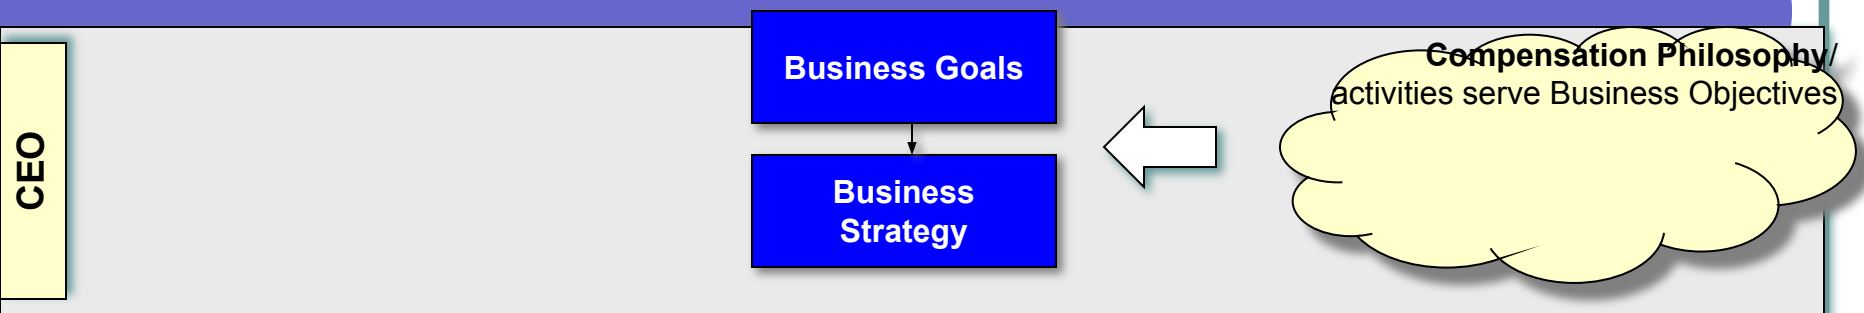 CEO
Business Goals
Business
Strategy
Compensation Philosophy/
activities serve Business Objectives